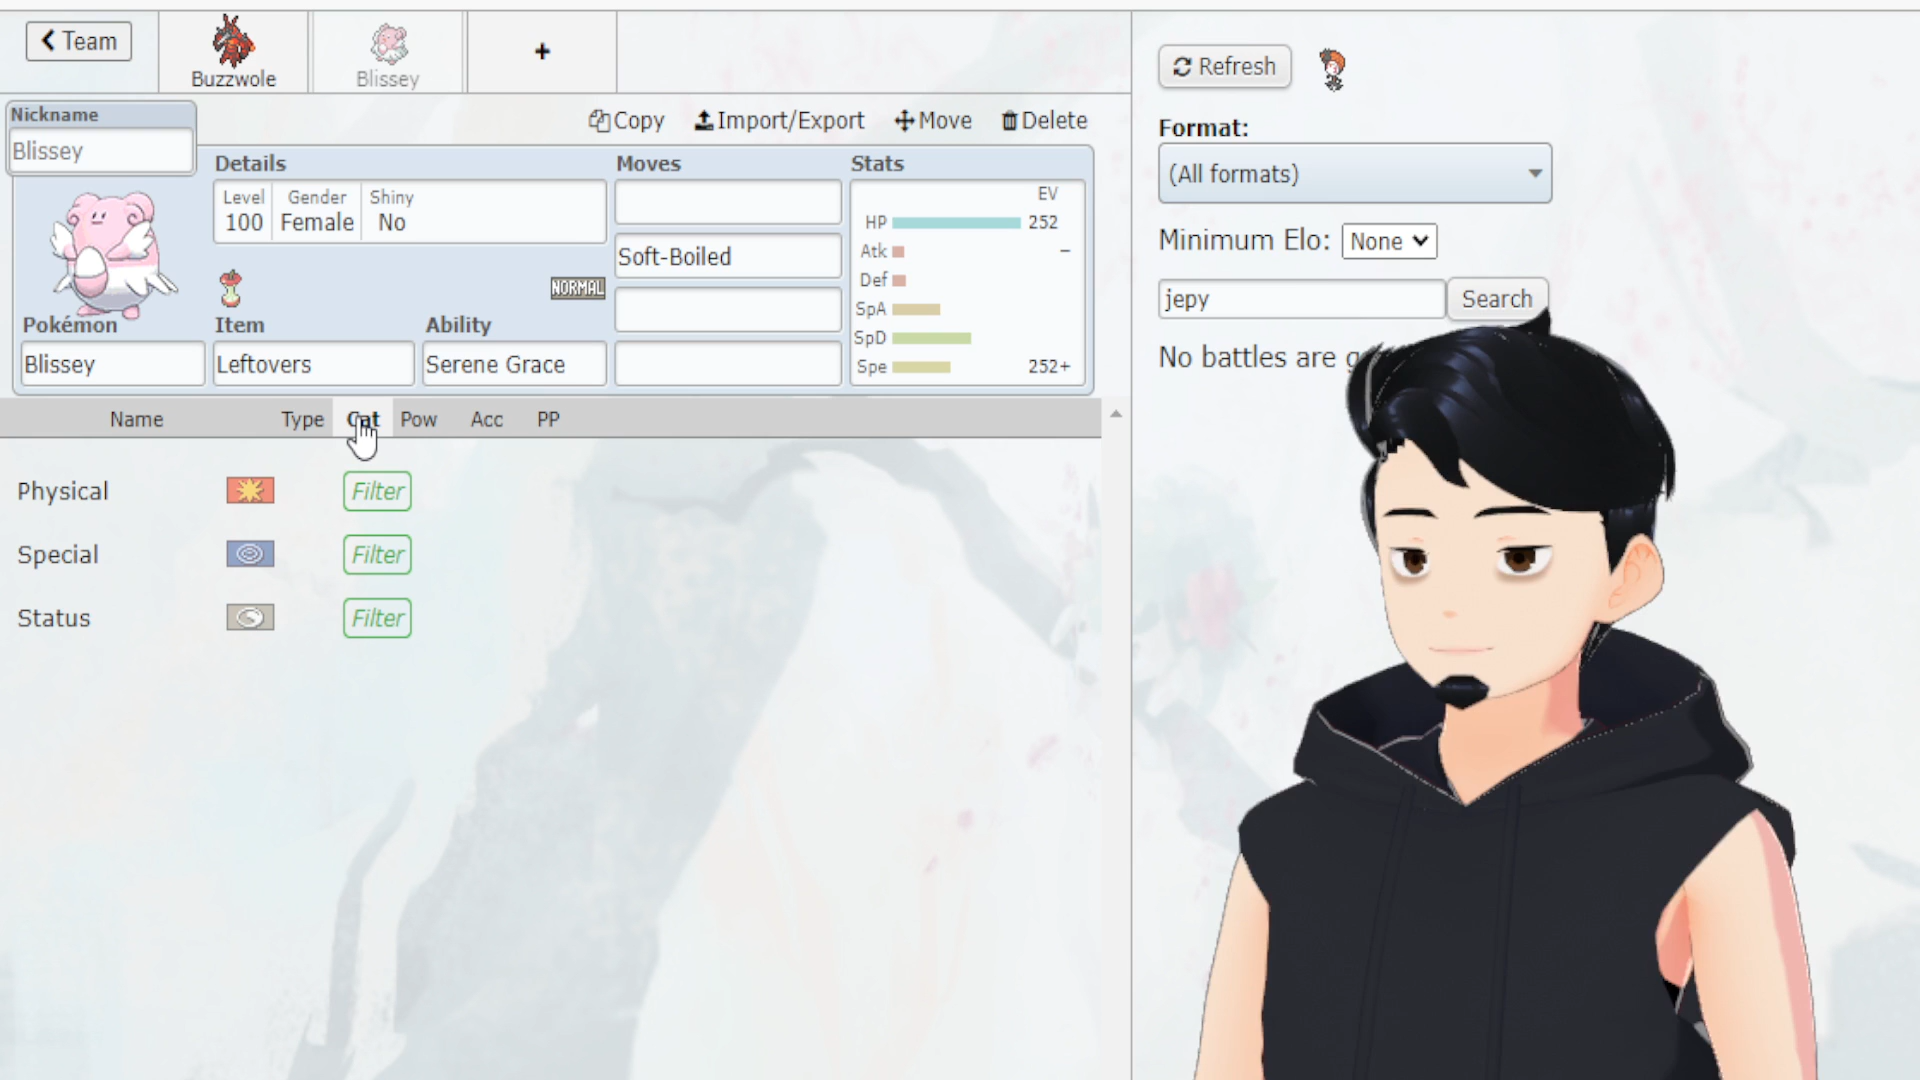 Team
Buzzwole
Blissey
+
Nickname
Blissey
Copy
Import/Export
Move
Delete
Details
Level
Gender
Shiny
100
Female
No
NORMAL
Pokémon
Item
Ability
Blissey
Leftovers
Serene Grace
Moves
Soft-Boiled
Stats
EV
HP 252
Atk –
Def
SpA
SpD
Spe 252+
Name Type Cat Pow Acc PP
Physical Filter
Special Filter
Status Filter
Refresh
Format:
(All formats)
Minimum Elo: None
jepy Search
No battles are